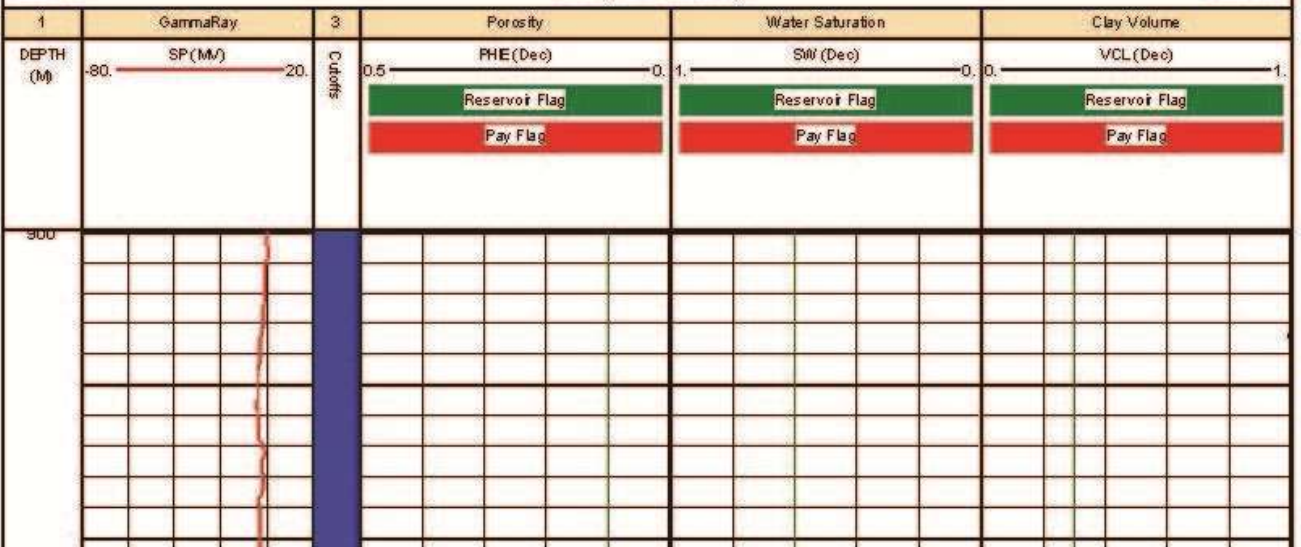 1 GammaRay 3 Porosity Water Saturation Clay Volume
DEPTH (M) SP (MV) Cutoffs PHIE (Dec) SW (Dec) VCL (Dec)
-80. 20. 0.5 0. 1. 0. 0. 1.
Reservoir Flag Reservoir Flag Reservoir Flag
Pay Flag Pay Flag Pay Flag
900